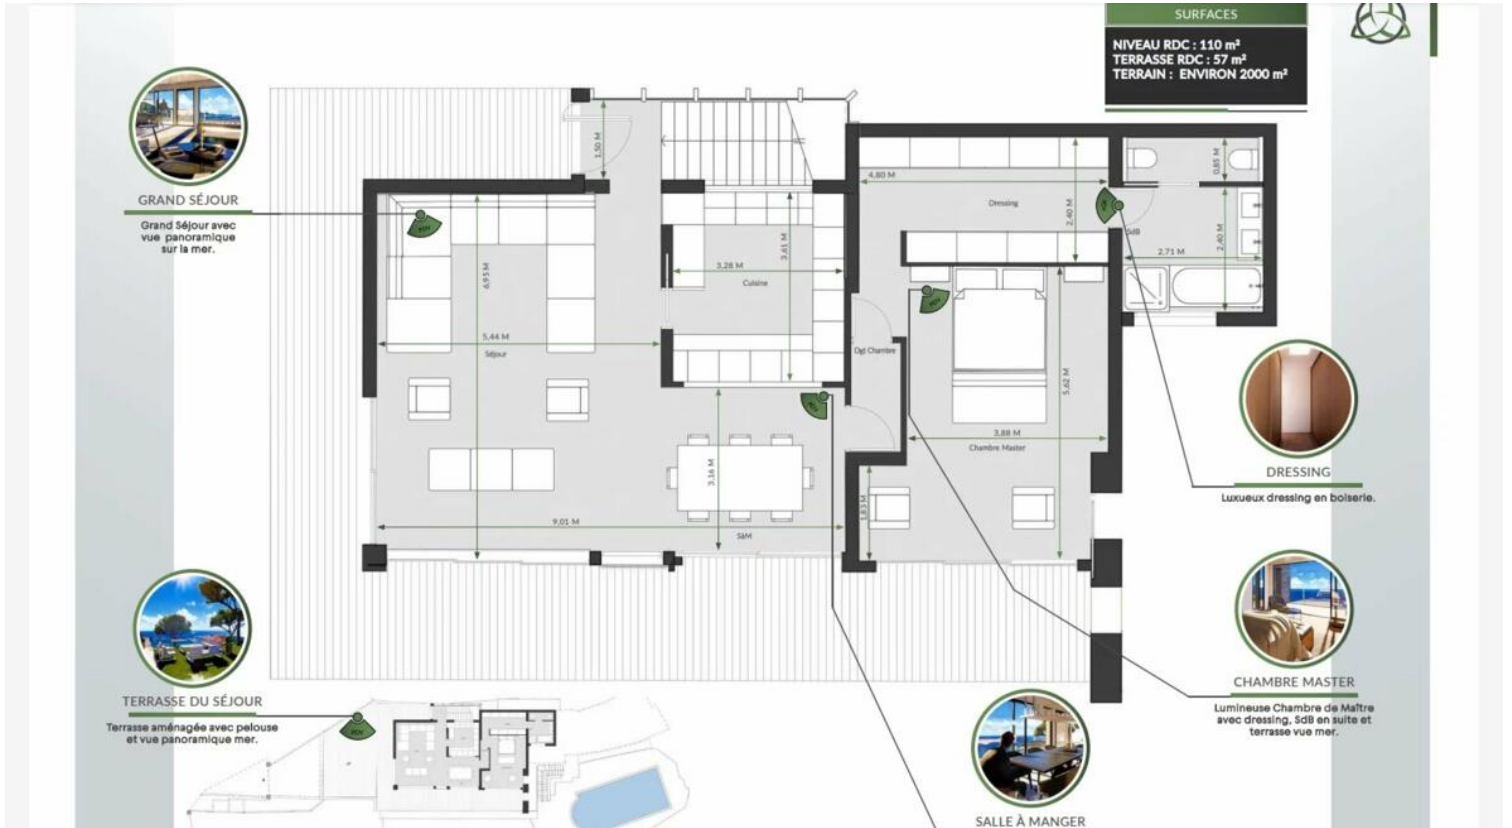 SURFACES
NIVEAU RDC : 110 m²
TERRASSE RDC : 57 m²
TERRAIN : ENVIRON 2000 m²
GRAND SÉJOUR
Grand Séjour avec
vue panoramique
sur la mer.
1,50 M
4,80 M
Dressing
2,40 M
0,85 M
PDV
SdB
2,40 M
2,71 M
PDV
6,95 M
3,61 M
3,28 M
Cuisine
PDV
5,44 M
Séjour
Dgt Chambre
5,62 M
PDV
3,88 M
Chambre Master
3,16 M
1,83 M
9,01 M
SàM
DRESSING
Luxueux dressing en boiserie.
TERRASSE DU SÉJOUR
Terrasse aménagée avec pelouse
et vue panoramique mer.
PDV
CHAMBRE MASTER
Lumineuse Chambre de Maître
avec dressing, SdB en suite et
terrasse vue mer.
SALLE À MANGER